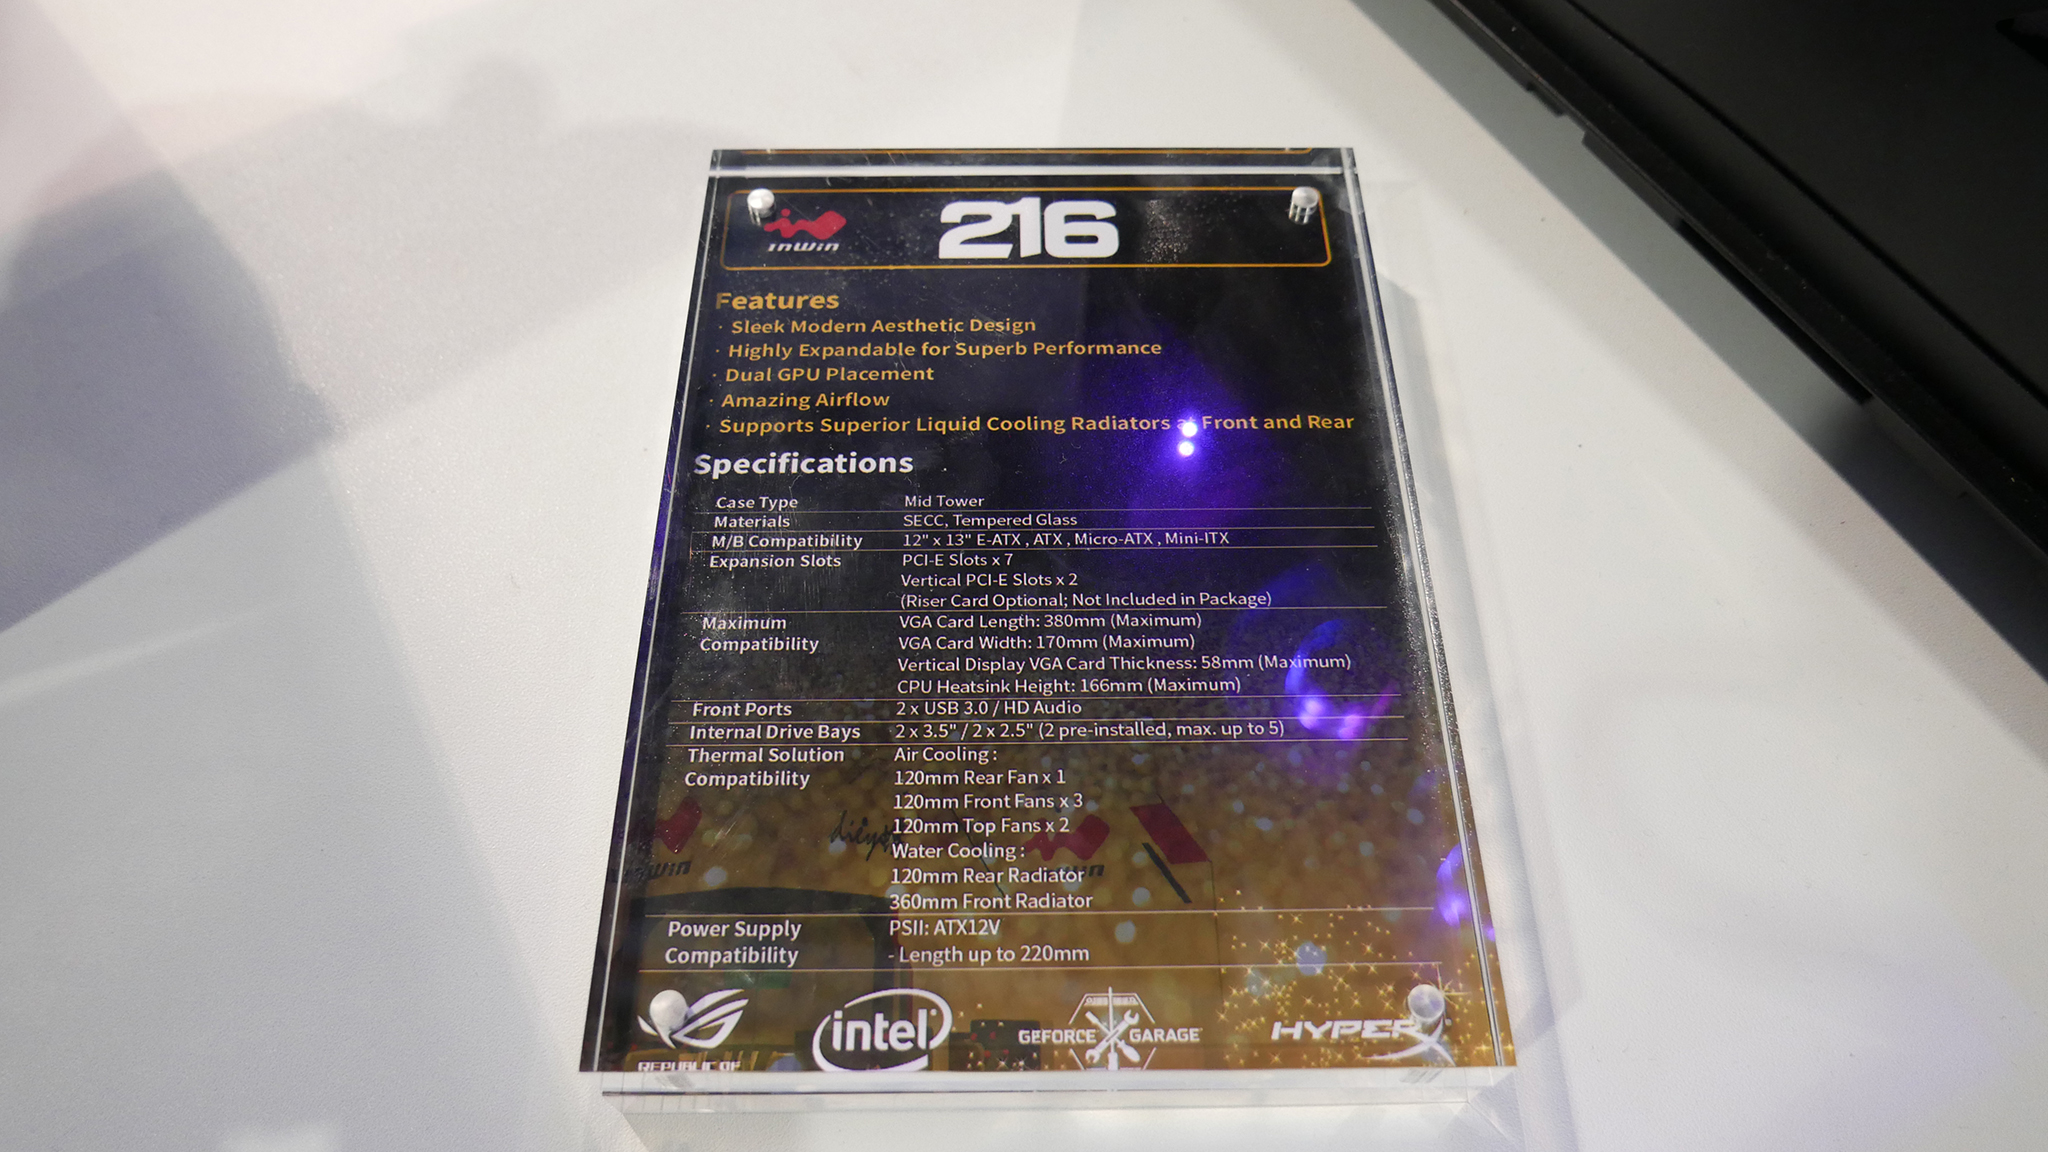 InWin
216
Features
· Sleek Modern Aesthetic Design
· Highly Expandable for Superb Performance
· Dual GPU Placement
· Amazing Airflow
· Supports Superior Liquid Cooling Radiators at Front and Rear
Specifications
Case Type Mid Tower
Materials SECC, Tempered Glass
M/B Compatibility 12" x 13" E-ATX , ATX , Micro-ATX , Mini-ITX
Expansion Slots PCI-E Slots x 7
Vertical PCI-E Slots x 2
(Riser Card Optional; Not Included in Package)
Maximum VGA Card Length: 380mm (Maximum)
Compatibility VGA Card Width: 170mm (Maximum)
Vertical Display VGA Card Thickness: 58mm (Maximum)
CPU Heatsink Height: 166mm (Maximum)
Front Ports 2 x USB 3.0 / HD Audio
Internal Drive Bays 2 x 3.5" / 2 x 2.5" (2 pre-installed, max. up to 5)
Thermal Solution Air Cooling :
Compatibility 120mm Rear Fan x 1
120mm Front Fans x 3
120mm Top Fans x 2
Water Cooling :
120mm Rear Radiator
360mm Front Radiator
Power Supply PSII: ATX12V
Compatibility - Length up to 220mm
REPUBLIC OF
intel
GEFORCE GARAGE
HYPERX